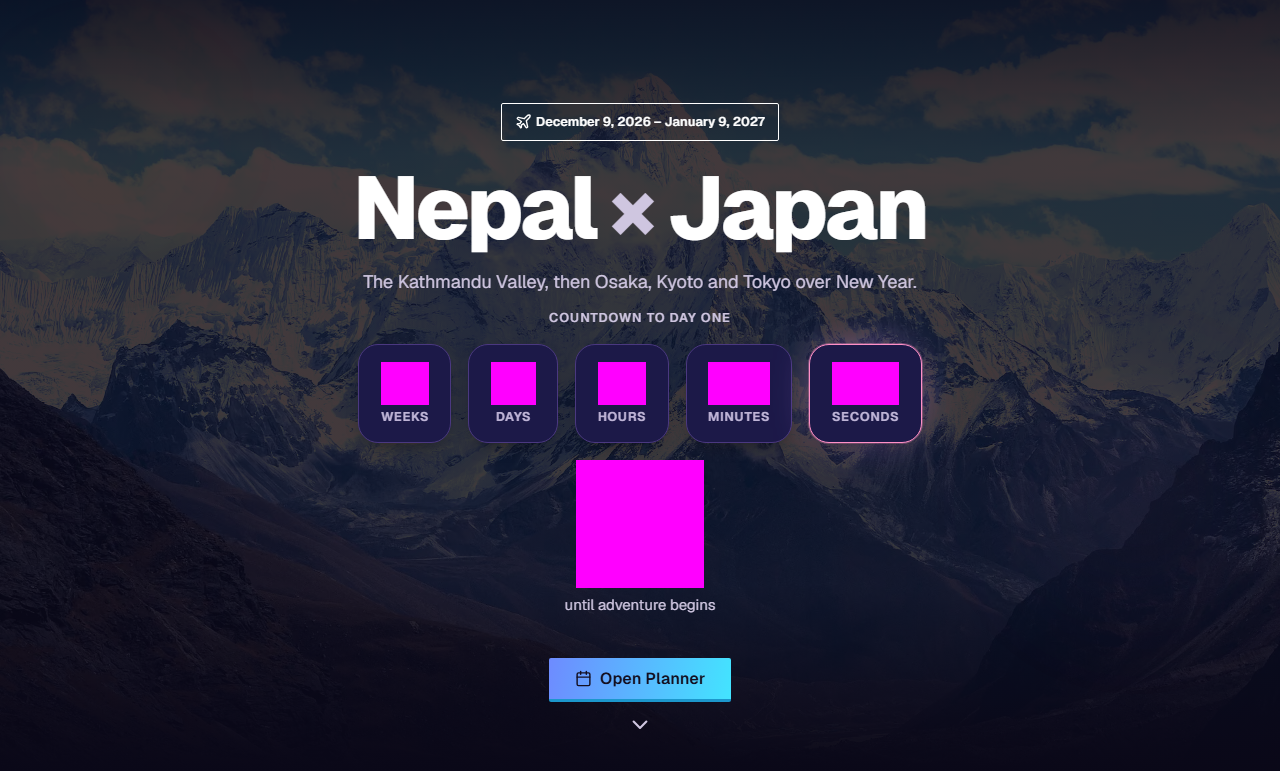 December 9, 2026 – January 9, 2027
Nepal × Japan
The Kathmandu Valley, then Osaka, Kyoto and Tokyo over New Year.
COUNTDOWN TO DAY ONE
WEEKS
DAYS
HOURS
MINUTES
SECONDS
until adventure begins
Open Planner